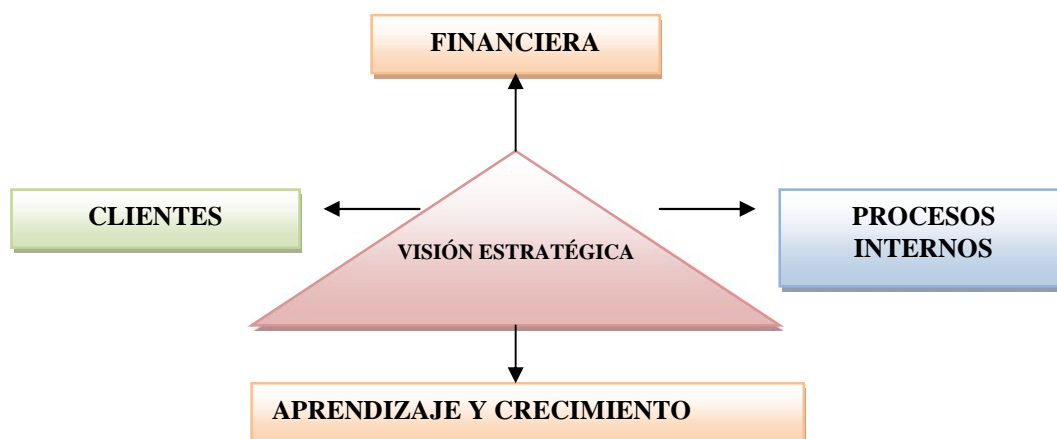 FINANCIERA
CLIENTES
PROCESOS
INTERNOS
VISIÓN ESTRATÉGICA
APRENDIZAJE Y CRECIMIENTO